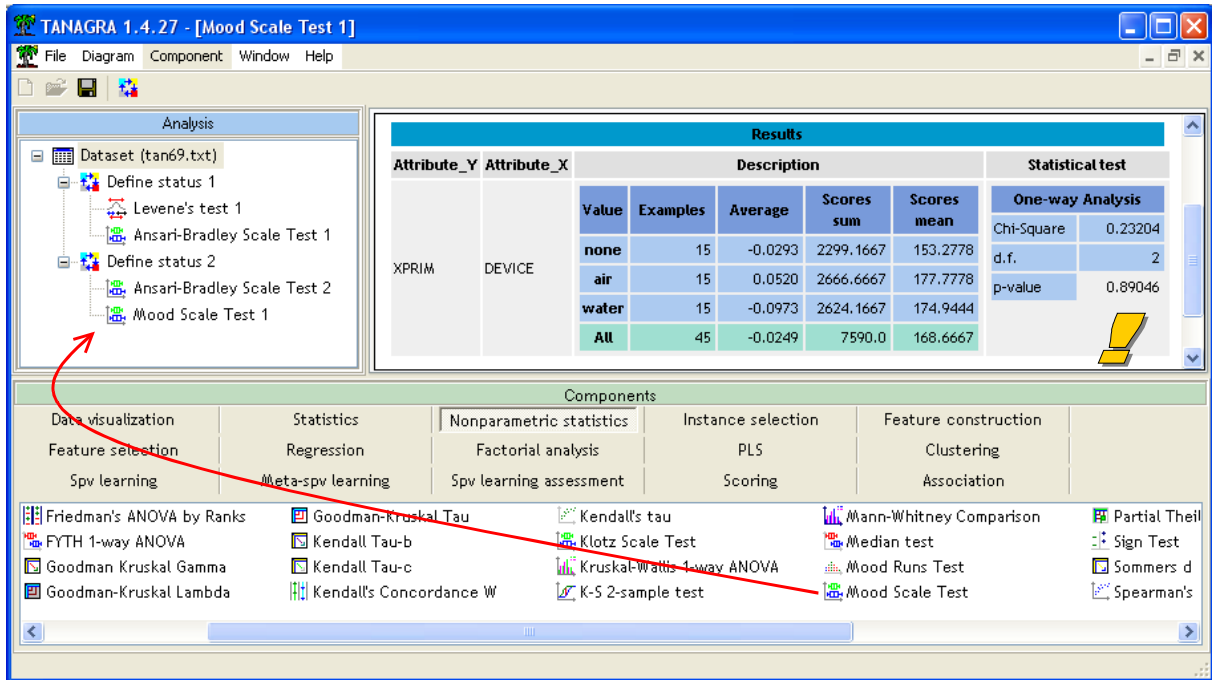 TANAGRA 1.4.27 - [Mood Scale Test 1]
File Diagram Component Window Help
Analysis
Dataset (tan69.txt)
Define status 1
Levene's test 1
Ansari-Bradley Scale Test 1
Define status 2
Ansari-Bradley Scale Test 2
Mood Scale Test 1
Results
Attribute_Y Attribute_X Description Statistical test
Value Examples Average Scores sum Scores mean One-way Analysis
none 15 -0.0293 2299.1667 153.2778 Chi-Square 0.23204
XPRIM DEVICE air 15 0.0520 2666.6667 177.7778 d.f. 2
water 15 -0.0973 2624.1667 174.9444 p-value 0.89046
All 45 -0.0249 7590.0 168.6667
Components
Data visualization Statistics Nonparametric statistics Instance selection Feature construction
Feature selection Regression Factorial analysis PLS Clustering
Spv learning Meta-spv learning Spv learning assessment Scoring Association
Friedman's ANOVA by Ranks Goodman-Kruskal Tau Kendall's tau Mann-Whitney Comparison Partial Theil
FYTH 1-way ANOVA Kendall Tau-b Klotz Scale Test Median test Sign Test
Goodman Kruskal Gamma Kendall Tau-c Kruskal-Wallis 1-way ANOVA Mood Runs Test Sommers d
Goodman-Kruskal Lambda Kendall's Concordance W K-S 2-sample test Mood Scale Test Spearman's